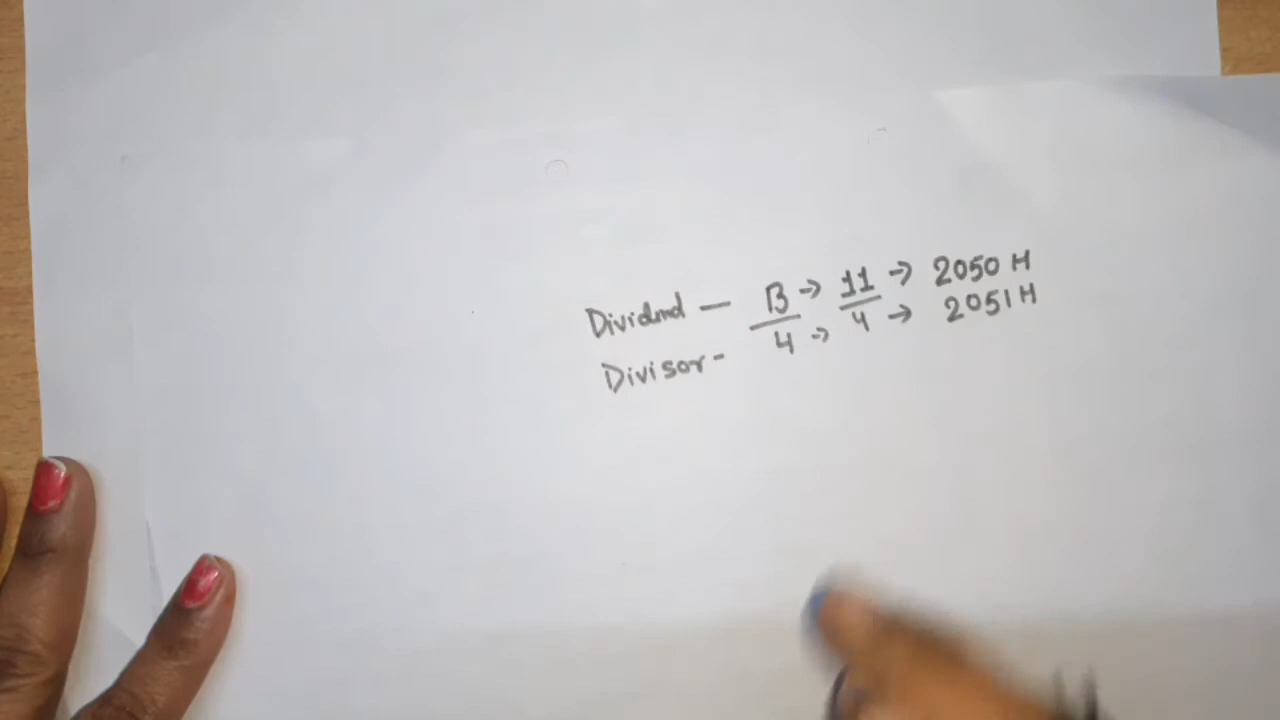 Dividend — B → 11 → 2050 H
Divisor - 4 → 4 → 2051 H